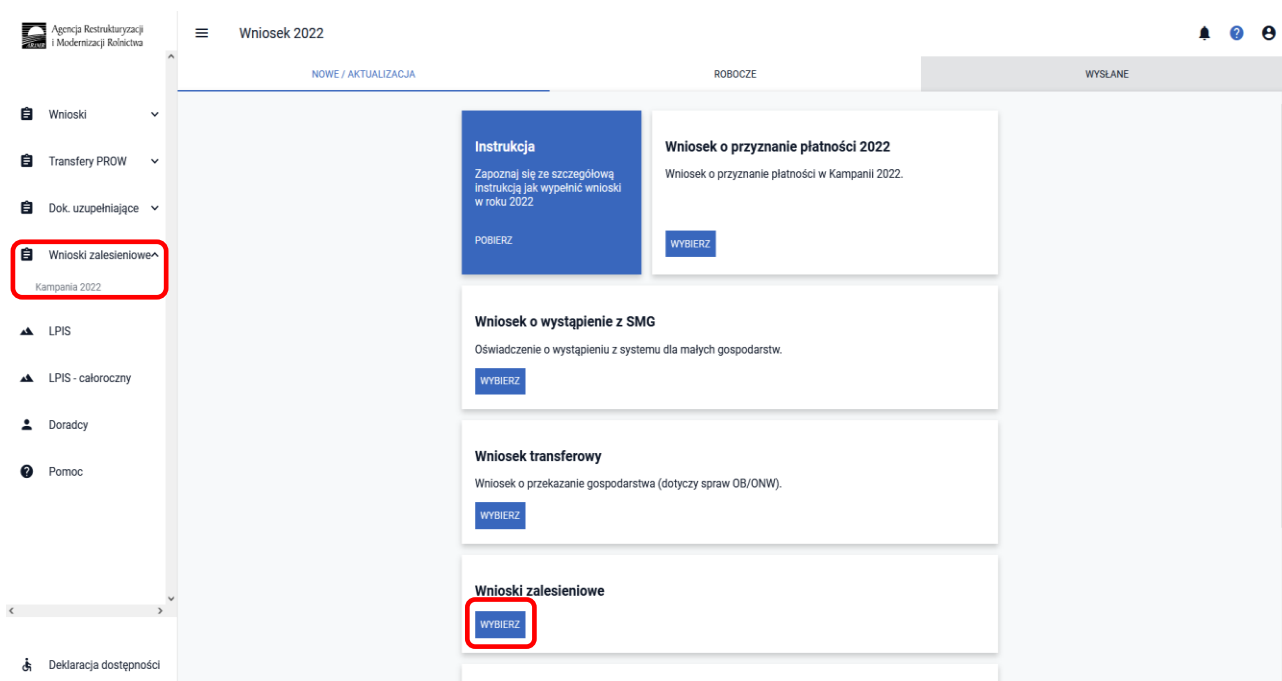 Agencja Restrukturyzacji
i Modernizacji Rolnictwa
ARiMR
Wniosek 2022
NOWE / AKTUALIZACJA
ROBOCZE
WYSŁANE
Wnioski
Transfery PROW
Dok. uzupełniające
Wnioski zalesieniowe
Kampania 2022
LPIS
LPIS - całoroczny
Doradcy
Pomoc
Deklaracja dostępności
Instrukcja
Zapoznaj się ze szczegółową
instrukcją jak wypełnić wnioski
w roku 2022
POBIERZ
Wniosek o przyznanie płatności 2022
Wniosek o przyznanie płatności w Kampanii 2022.
WYBIERZ
Wniosek o wystąpienie z SMG
Oświadczenie o wystąpieniu z systemu dla małych gospodarstw.
WYBIERZ
Wniosek transferowy
Wniosek o przekazanie gospodarstwa (dotyczy spraw OB/ONW).
WYBIERZ
Wnioski zalesieniowe
WYBIERZ